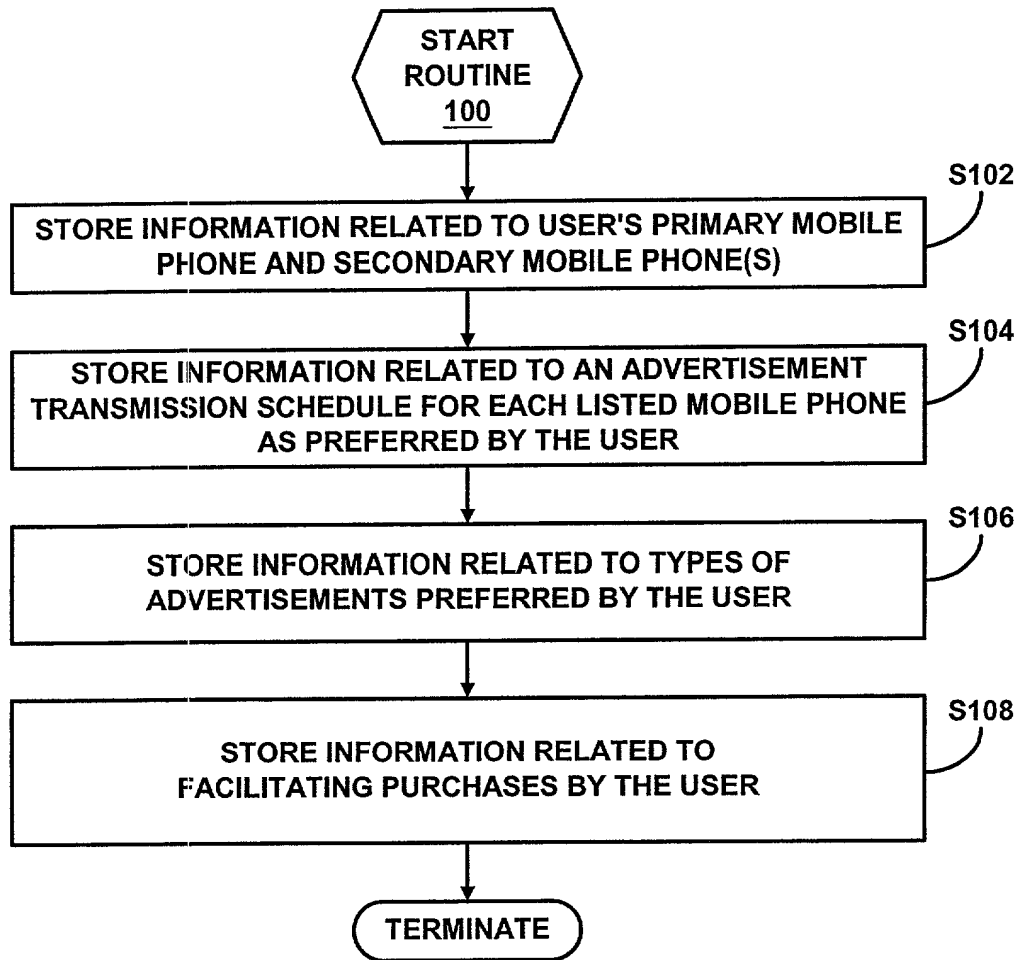 START
ROUTINE
100
S102
STORE INFORMATION RELATED TO USER'S PRIMARY MOBILE
PHONE AND SECONDARY MOBILE PHONE(S)
S104
STORE INFORMATION RELATED TO AN ADVERTISEMENT
TRANSMISSION SCHEDULE FOR EACH LISTED MOBILE PHONE
AS PREFERRED BY THE USER
S106
STORE INFORMATION RELATED TO TYPES OF
ADVERTISEMENTS PREFERRED BY THE USER
S108
STORE INFORMATION RELATED TO
FACILITATING PURCHASES BY THE USER
TERMINATE